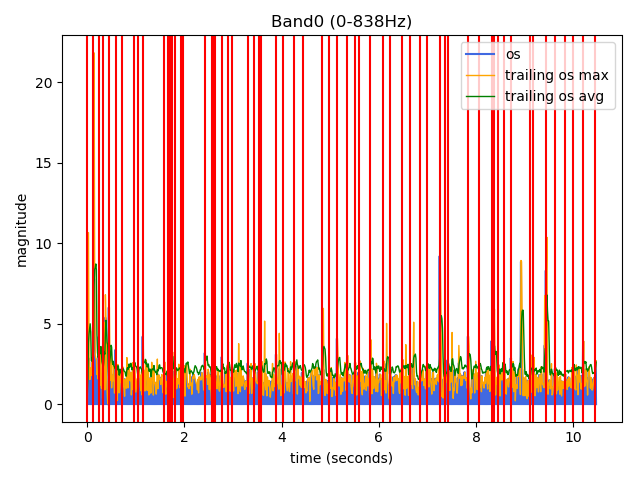 Band0 (0-838Hz)
os
trailing os max
trailing os avg
magnitude
20
15
10
5
0
0 2 4 6 8 10
time (seconds)